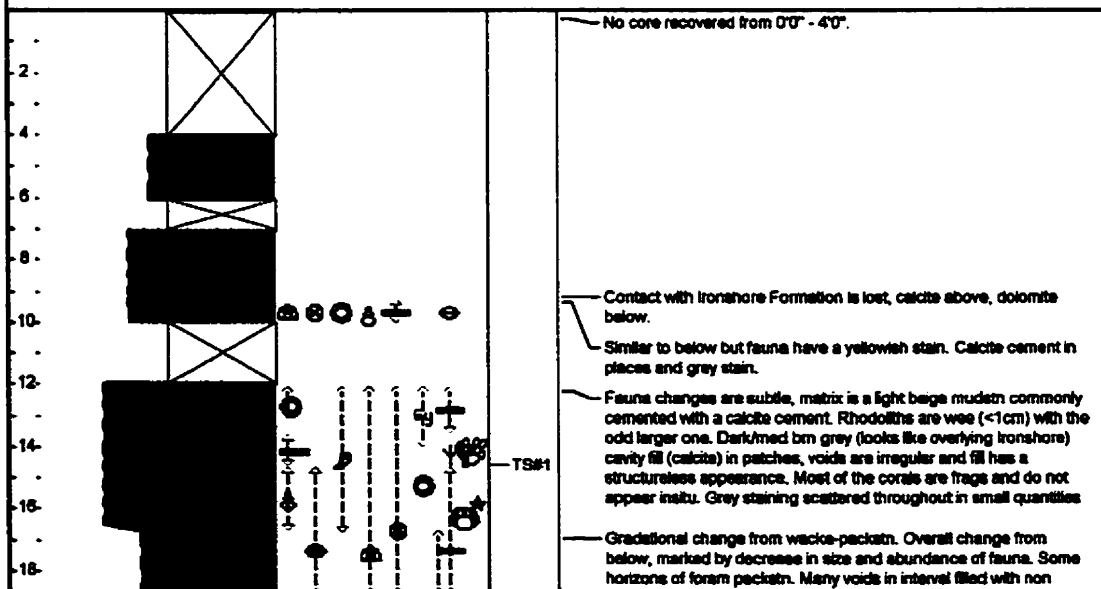 No core recovered from 0'0" - 4'0".
2
4
6
8
Contact with Ironshore Formation is lost, calcite above, dolomite
below.
10
Similar to below but fauna have a yellowish stain. Calcite cement in
places and grey stain.
12
Fauna changes are subtle, matrix is a light beige mudstn commonly
cemented with a calcite cement. Rhodoliths are wee (<1cm) with the
odd larger one. Dark/med brn grey (looks like overlying Ironshore)
14
cavity fill (calcite) in patches, voids are irregular and fill has a
TS#1
structureless appearance. Most of the corals are frags and do not
appear insitu. Grey staining scattered throughout in small quantities
16
Gradational change from wacke-packstn. Overall change from
below, marked by decrease in size and abundance of fauna. Some
18
horizons of foram packstn. Many voids in interval filled with non